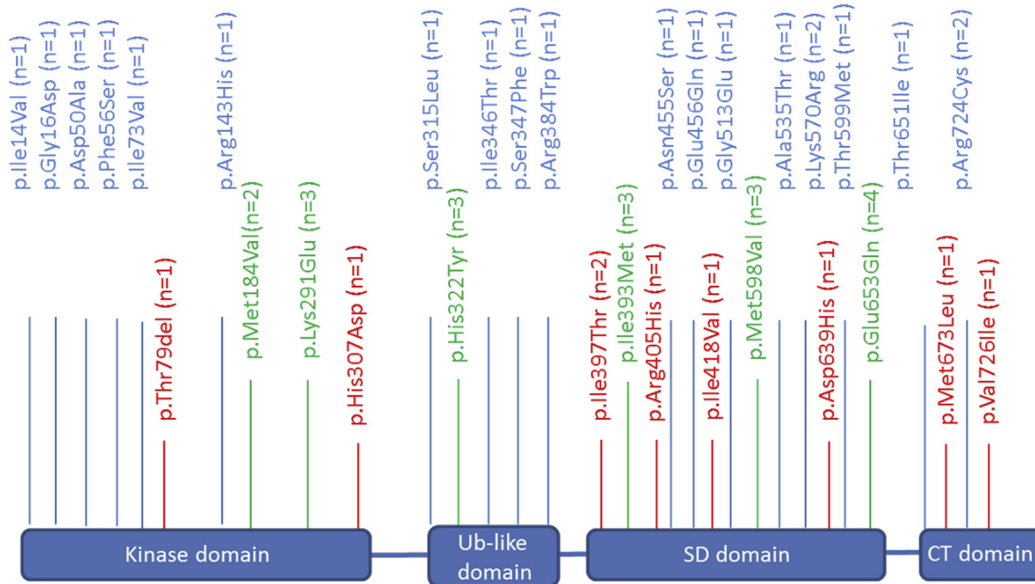 p.Ile14Val (n=1)
p.Gly16Asp (n=1)
p.Asp50Ala (n=1)
p.Phe56Ser (n=1)
p.Ile73Val (n=1)
p.Arg143His (n=1)
p.Ser315Leu (n=1)
p.Ile346Thr (n=1)
p.Ser347Phe (n=1)
p.Arg384Trp (n=1)
p.Asn455Ser (n=1)
p.Glu456Gln (n=1)
p.Gly513Glu (n=1)
p.Ala535Thr (n=1)
p.Lys570Arg (n=2)
p.Thr599Met (n=1)
p.Thr651Ile (n=1)
p.Arg724Cys (n=2)
p.Thr79del (n=1)
p.Met184Val(n=2)
p.Lys291Glu (n=3)
p.His307Asp (n=1)
p.His322Tyr (n=3)
p.Ile397Thr (n=2)
p.Ile393Met (n=3)
p.Arg405His (n=1)
p.Ile418Val (n=1)
p.Met598Val (n=3)
p.Asp639His (n=1)
p.Glu653Gln (n=4)
p.Met673Leu (n=1)
p.Val726Ile (n=1)
Kinase domain
Ub-like
domain
SD domain
CT domain